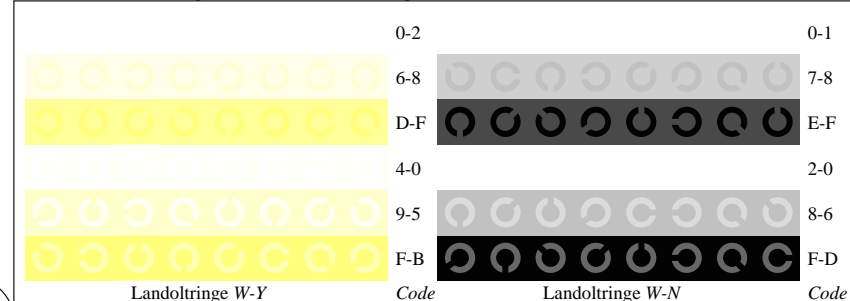 0-2 0-1
6-8 7-8
D-F E-F
4-0 2-0
9-5 8-6
F-B F-D
Landoltringe W-Y Code Landoltringe W-N Code